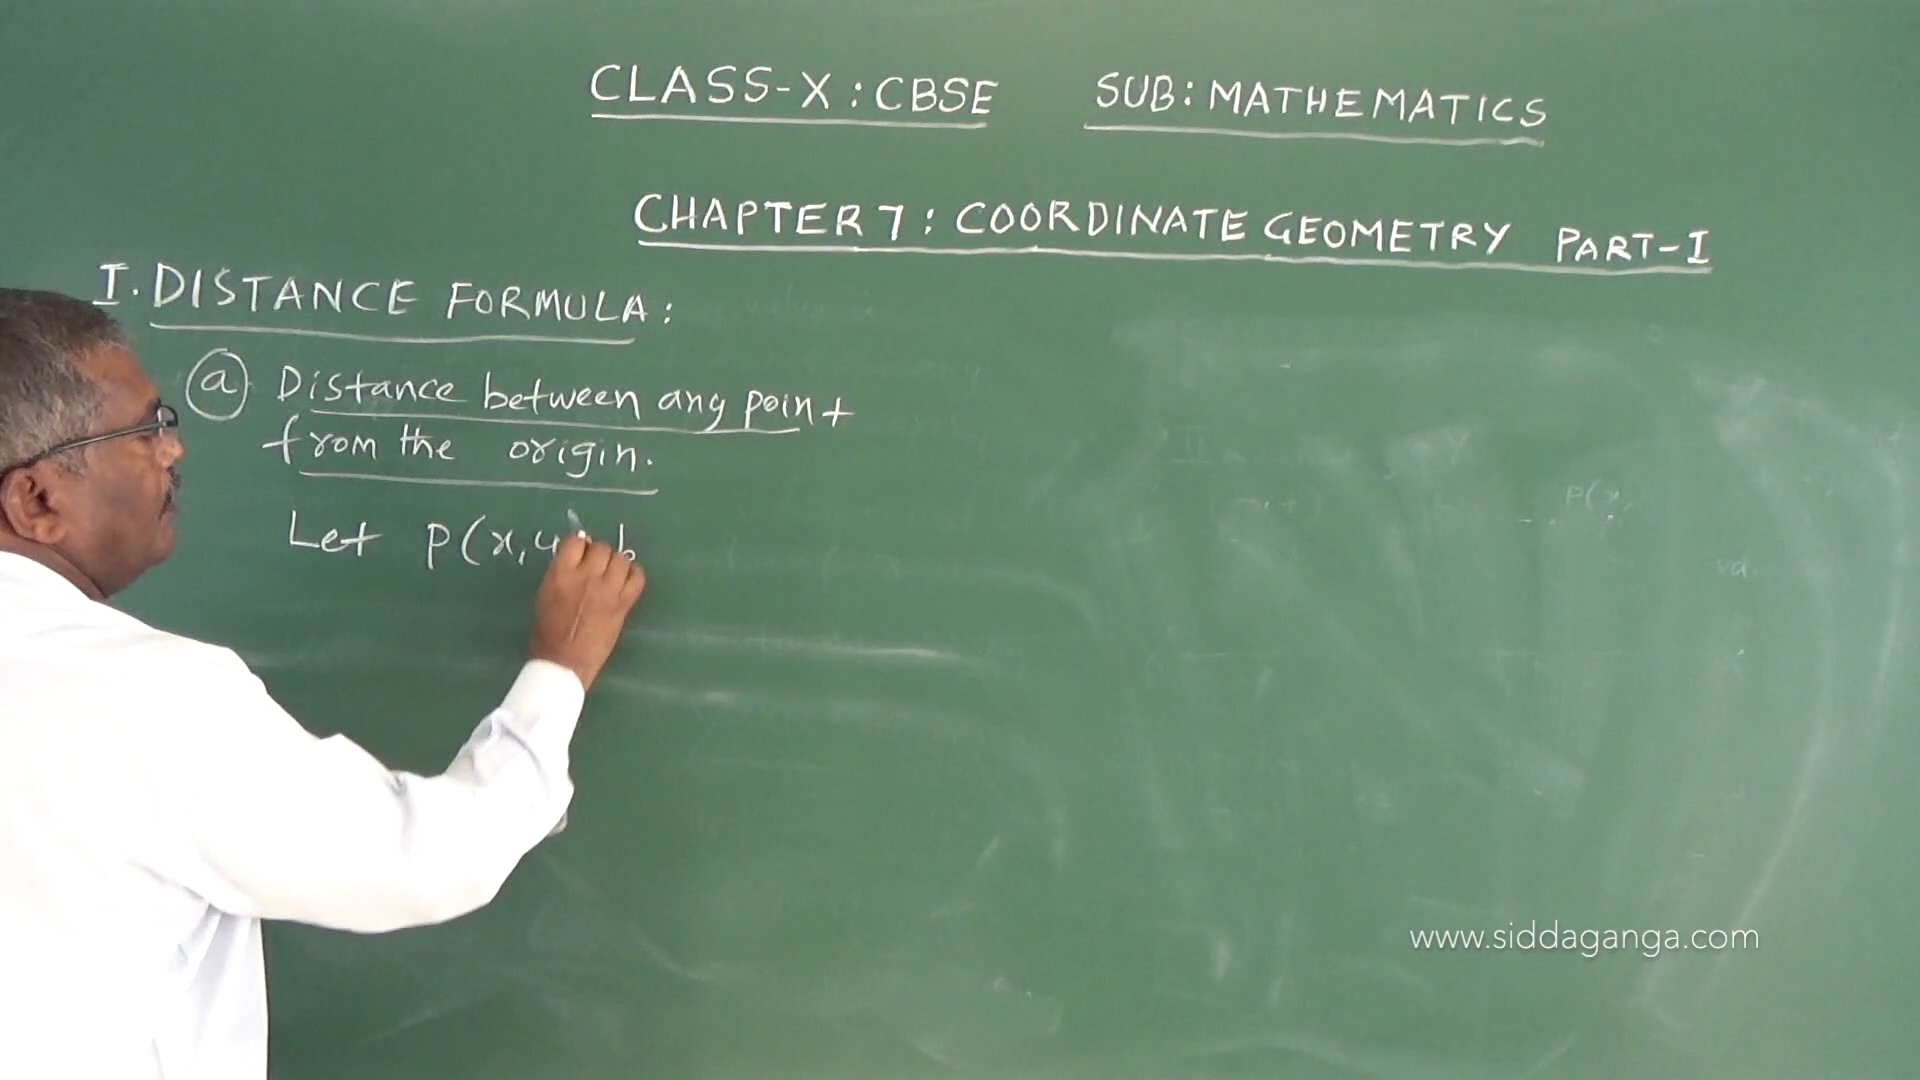 CLASS-X : CBSE SUB: MATHEMATICS
CHAPTER 7 : COORDINATE GEOMETRY PART-I
I. DISTANCE FORMULA :
(a) Distance between any point
from the origin.
Let P(x,y
www.siddaganga.com